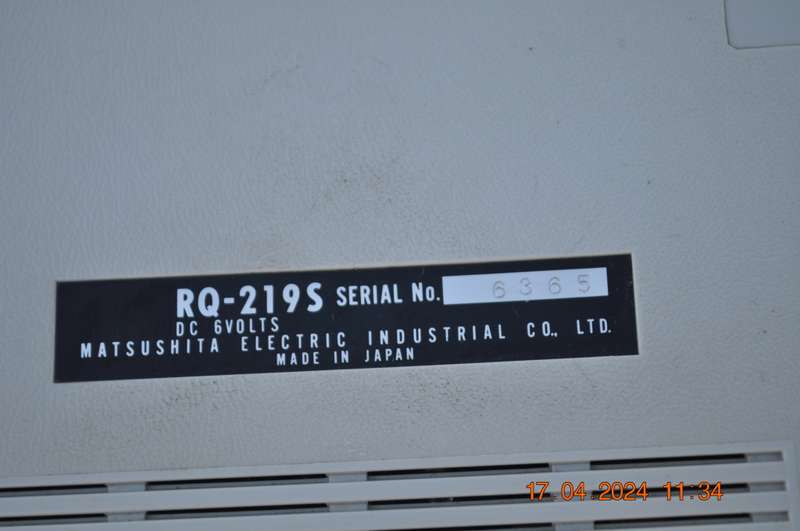 RQ-219S SERIAL No. 6365
DC 6VOLTS
MATSUSHITA ELECTRIC INDUSTRIAL CO., LTD.
MADE IN JAPAN
17.04.2024 11:34